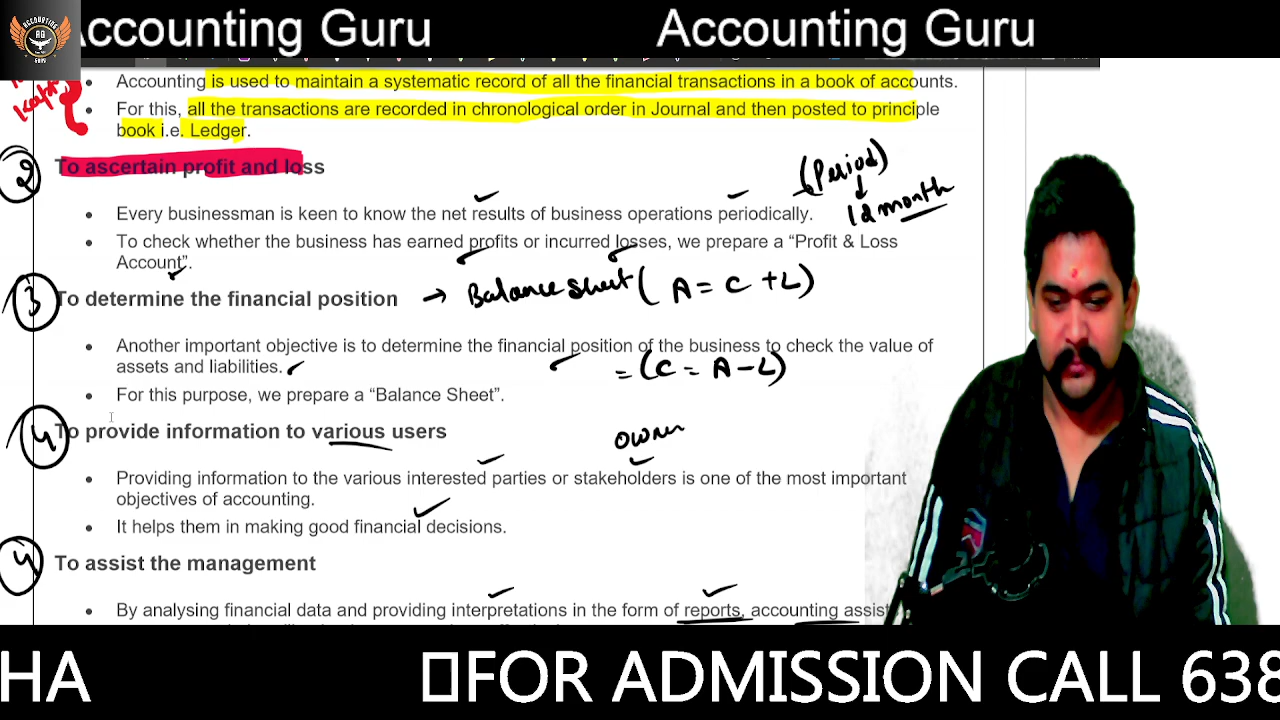 Accounting Guru
Accounting Guru
ACCOUNTING
AG
GURU
Accounting is used to maintain a systematic record of all the financial transactions in a book of accounts.
For this, all the transactions are recorded in chronological order in Journal and then posted to principle
book i.e. Ledger.
2
To ascertain profit and loss
(Period)
12 month
Every businessman is keen to know the net results of business operations periodically.
To check whether the business has earned profits or incurred losses, we prepare a “Profit & Loss
Account”.
3
To determine the financial position → Balance sheet ( A = C + L)
Another important objective is to determine the financial position of the business to check the value of
assets and liabilities.
= (C = A - L)
For this purpose, we prepare a “Balance Sheet”.
4
To provide information to various users
owner
Providing information to the various interested parties or stakeholders is one of the most important
objectives of accounting.
It helps them in making good financial decisions.
4
To assist the management
By analysing financial data and providing interpretations in the form of reports, accounting assist
HA
FOR ADMISSION CALL 638